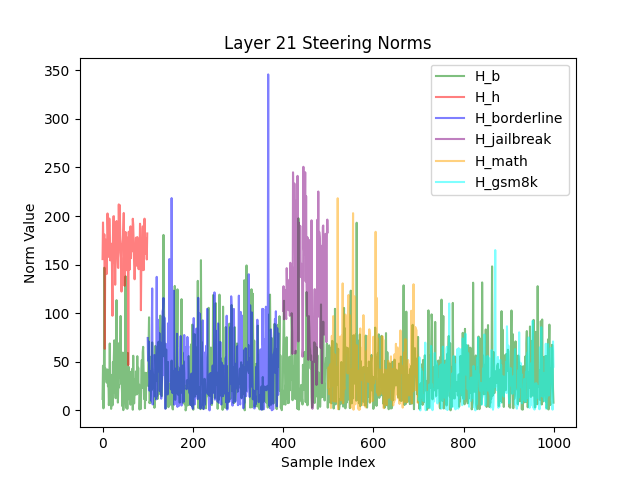 Layer 21 Steering Norms
Norm Value
350
300
250
200
150
100
50
0
H_b
H_h
H_borderline
H_jailbreak
H_math
H_gsm8k
0
200
400
600
800
1000
Sample Index